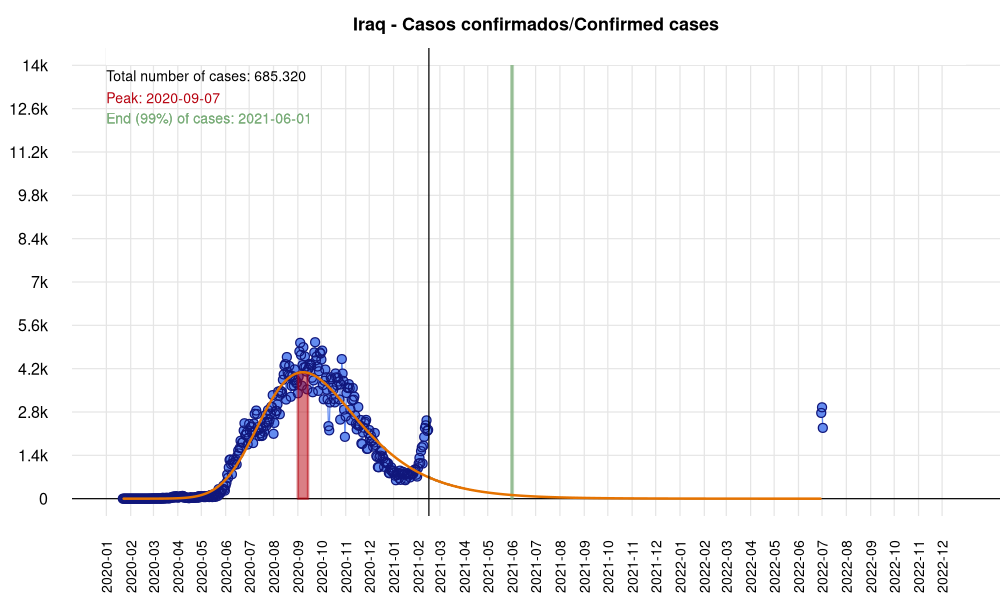 Iraq - Casos confirmados/Confirmed cases
Total number of cases: 685.320
Peak: 2020-09-07
End (99%) of cases: 2021-06-01
14k
12.6k
11.2k
9.8k
8.4k
7k
5.6k
4.2k
2.8k
1.4k
0
2020-01
2020-02
2020-03
2020-04
2020-05
2020-06
2020-07
2020-08
2020-09
2020-10
2020-11
2020-12
2021-01
2021-02
2021-03
2021-04
2021-05
2021-06
2021-07
2021-08
2021-09
2021-10
2021-11
2021-12
2022-01
2022-02
2022-03
2022-04
2022-05
2022-06
2022-07
2022-08
2022-09
2022-10
2022-11
2022-12